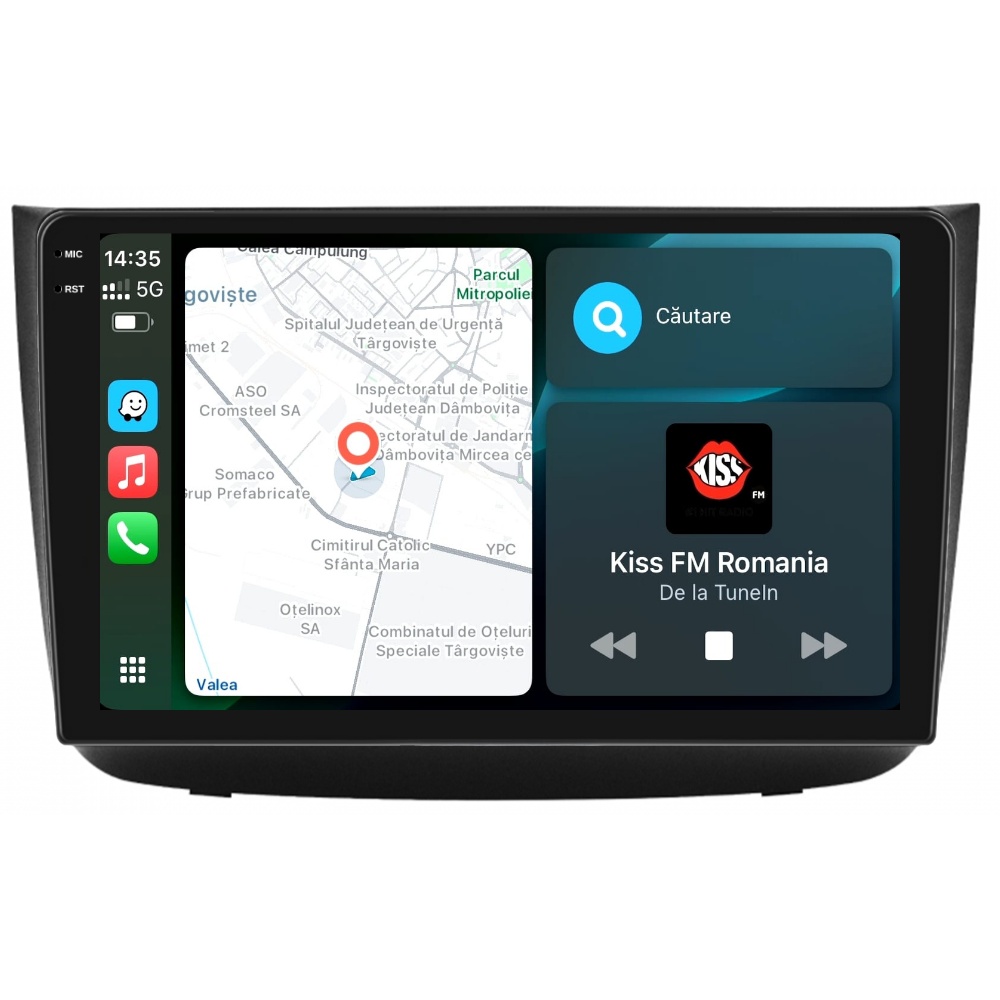 MIC
RST
14:35
5G
Calea Câmpulung
goviște
Parcul
Mitropoliei
Spitalul Județean de Urgență
Târgoviște
met 2
ASO
Cromsteel SA
Inspectoratul de Poliție
Județean Dâmbovița
ectoratul de Jandarm
Dâmbovița Mircea ce
Somaco
Grup Prefabricate
Cimitirul Catolic
Sfânta Maria
YPC
Oțelinox
SA
Combinatul de Oțeluri
Speciale Târgoviște
Valea
Căutare
KISS
FM
Kiss FM Romania
De la TuneIn